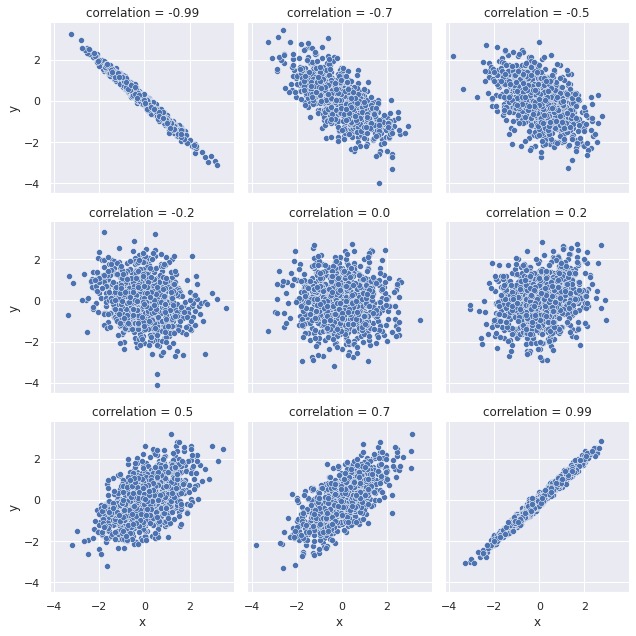 correlation = -0.99
correlation = -0.7
correlation = -0.5
2
0
−2
−4
y
correlation = -0.2
correlation = 0.0
correlation = 0.2
2
0
−2
−4
y
correlation = 0.5
correlation = 0.7
correlation = 0.99
2
0
−2
−4
y
−4 −2 0 2
−4 −2 0 2
−4 −2 0 2
x
x
x